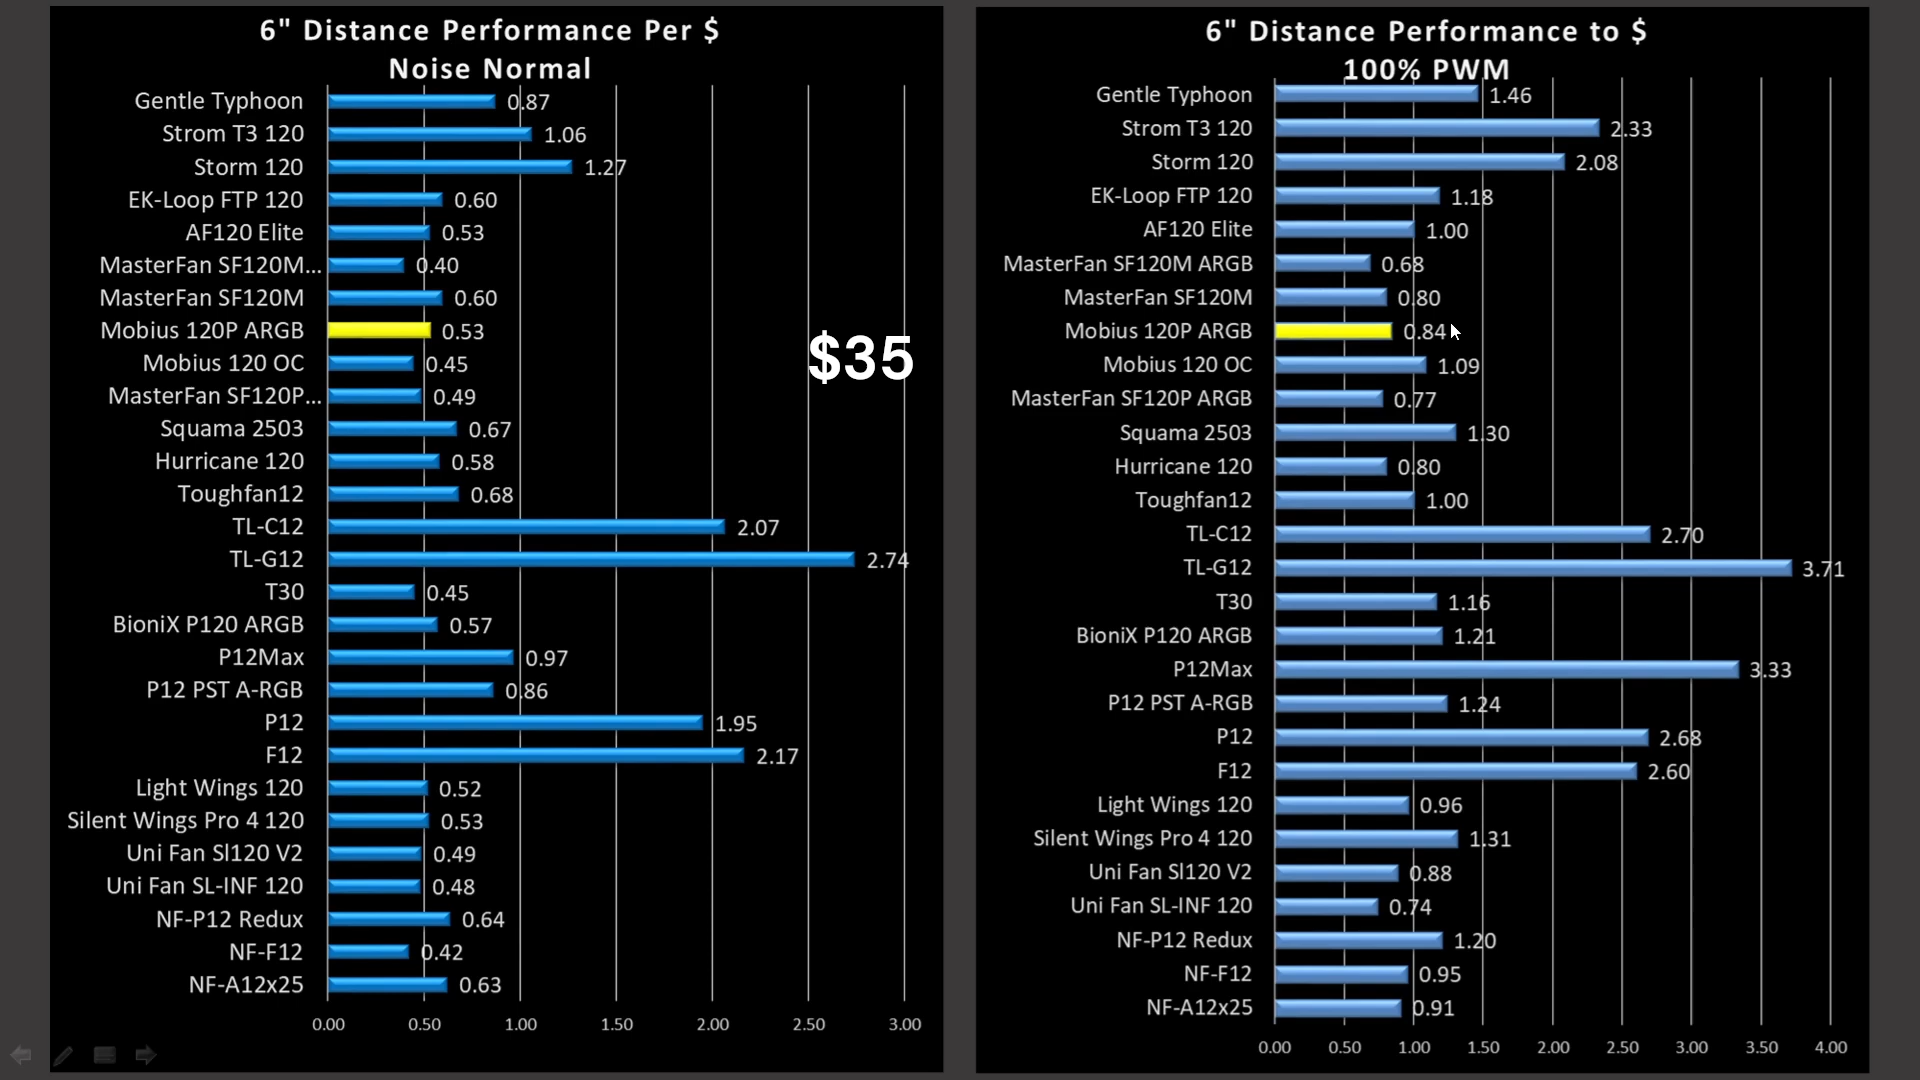 6" Distance Performance Per $
Noise Normal
Gentle Typhoon 0.87
Strom T3 120 1.06
Storm 120 1.27
EK-Loop FTP 120 0.60
AF120 Elite 0.53
MasterFan SF120M... 0.40
MasterFan SF120M 0.60
Mobius 120P ARGB 0.53
$35
Mobius 120 OC 0.45
MasterFan SF120P... 0.49
Squama 2503 0.67
Hurricane 120 0.58
Toughfan12 0.68
TL-C12 2.07
TL-G12 2.74
T30 0.45
BioniX P120 ARGB 0.57
P12Max 0.97
P12 PST A-RGB 0.86
P12 1.95
F12 2.17
Light Wings 120 0.52
Silent Wings Pro 4 120 0.53
Uni Fan Sl120 V2 0.49
Uni Fan SL-INF 120 0.48
NF-P12 Redux 0.64
NF-F12 0.42
NF-A12x25 0.63
0.00 0.50 1.00 1.50 2.00 2.50 3.00
6" Distance Performance to $
100% PWM
Gentle Typhoon 1.46
Strom T3 120 2.33
Storm 120 2.08
EK-Loop FTP 120 1.18
AF120 Elite 1.00
MasterFan SF120M ARGB 0.68
MasterFan SF120M 0.80
Mobius 120P ARGB 0.84
Mobius 120 OC 1.09
MasterFan SF120P ARGB 0.77
Squama 2503 1.30
Hurricane 120 0.80
Toughfan12 1.00
TL-C12 2.70
TL-G12 3.71
T30 1.16
BioniX P120 ARGB 1.21
P12Max 3.33
P12 PST A-RGB 1.24
P12 2.68
F12 2.60
Light Wings 120 0.96
Silent Wings Pro 4 120 1.31
Uni Fan Sl120 V2 0.88
Uni Fan SL-INF 120 0.74
NF-P12 Redux 1.20
NF-F12 0.95
NF-A12x25 0.91
0.00 0.50 1.00 1.50 2.00 2.50 3.00 3.50 4.00